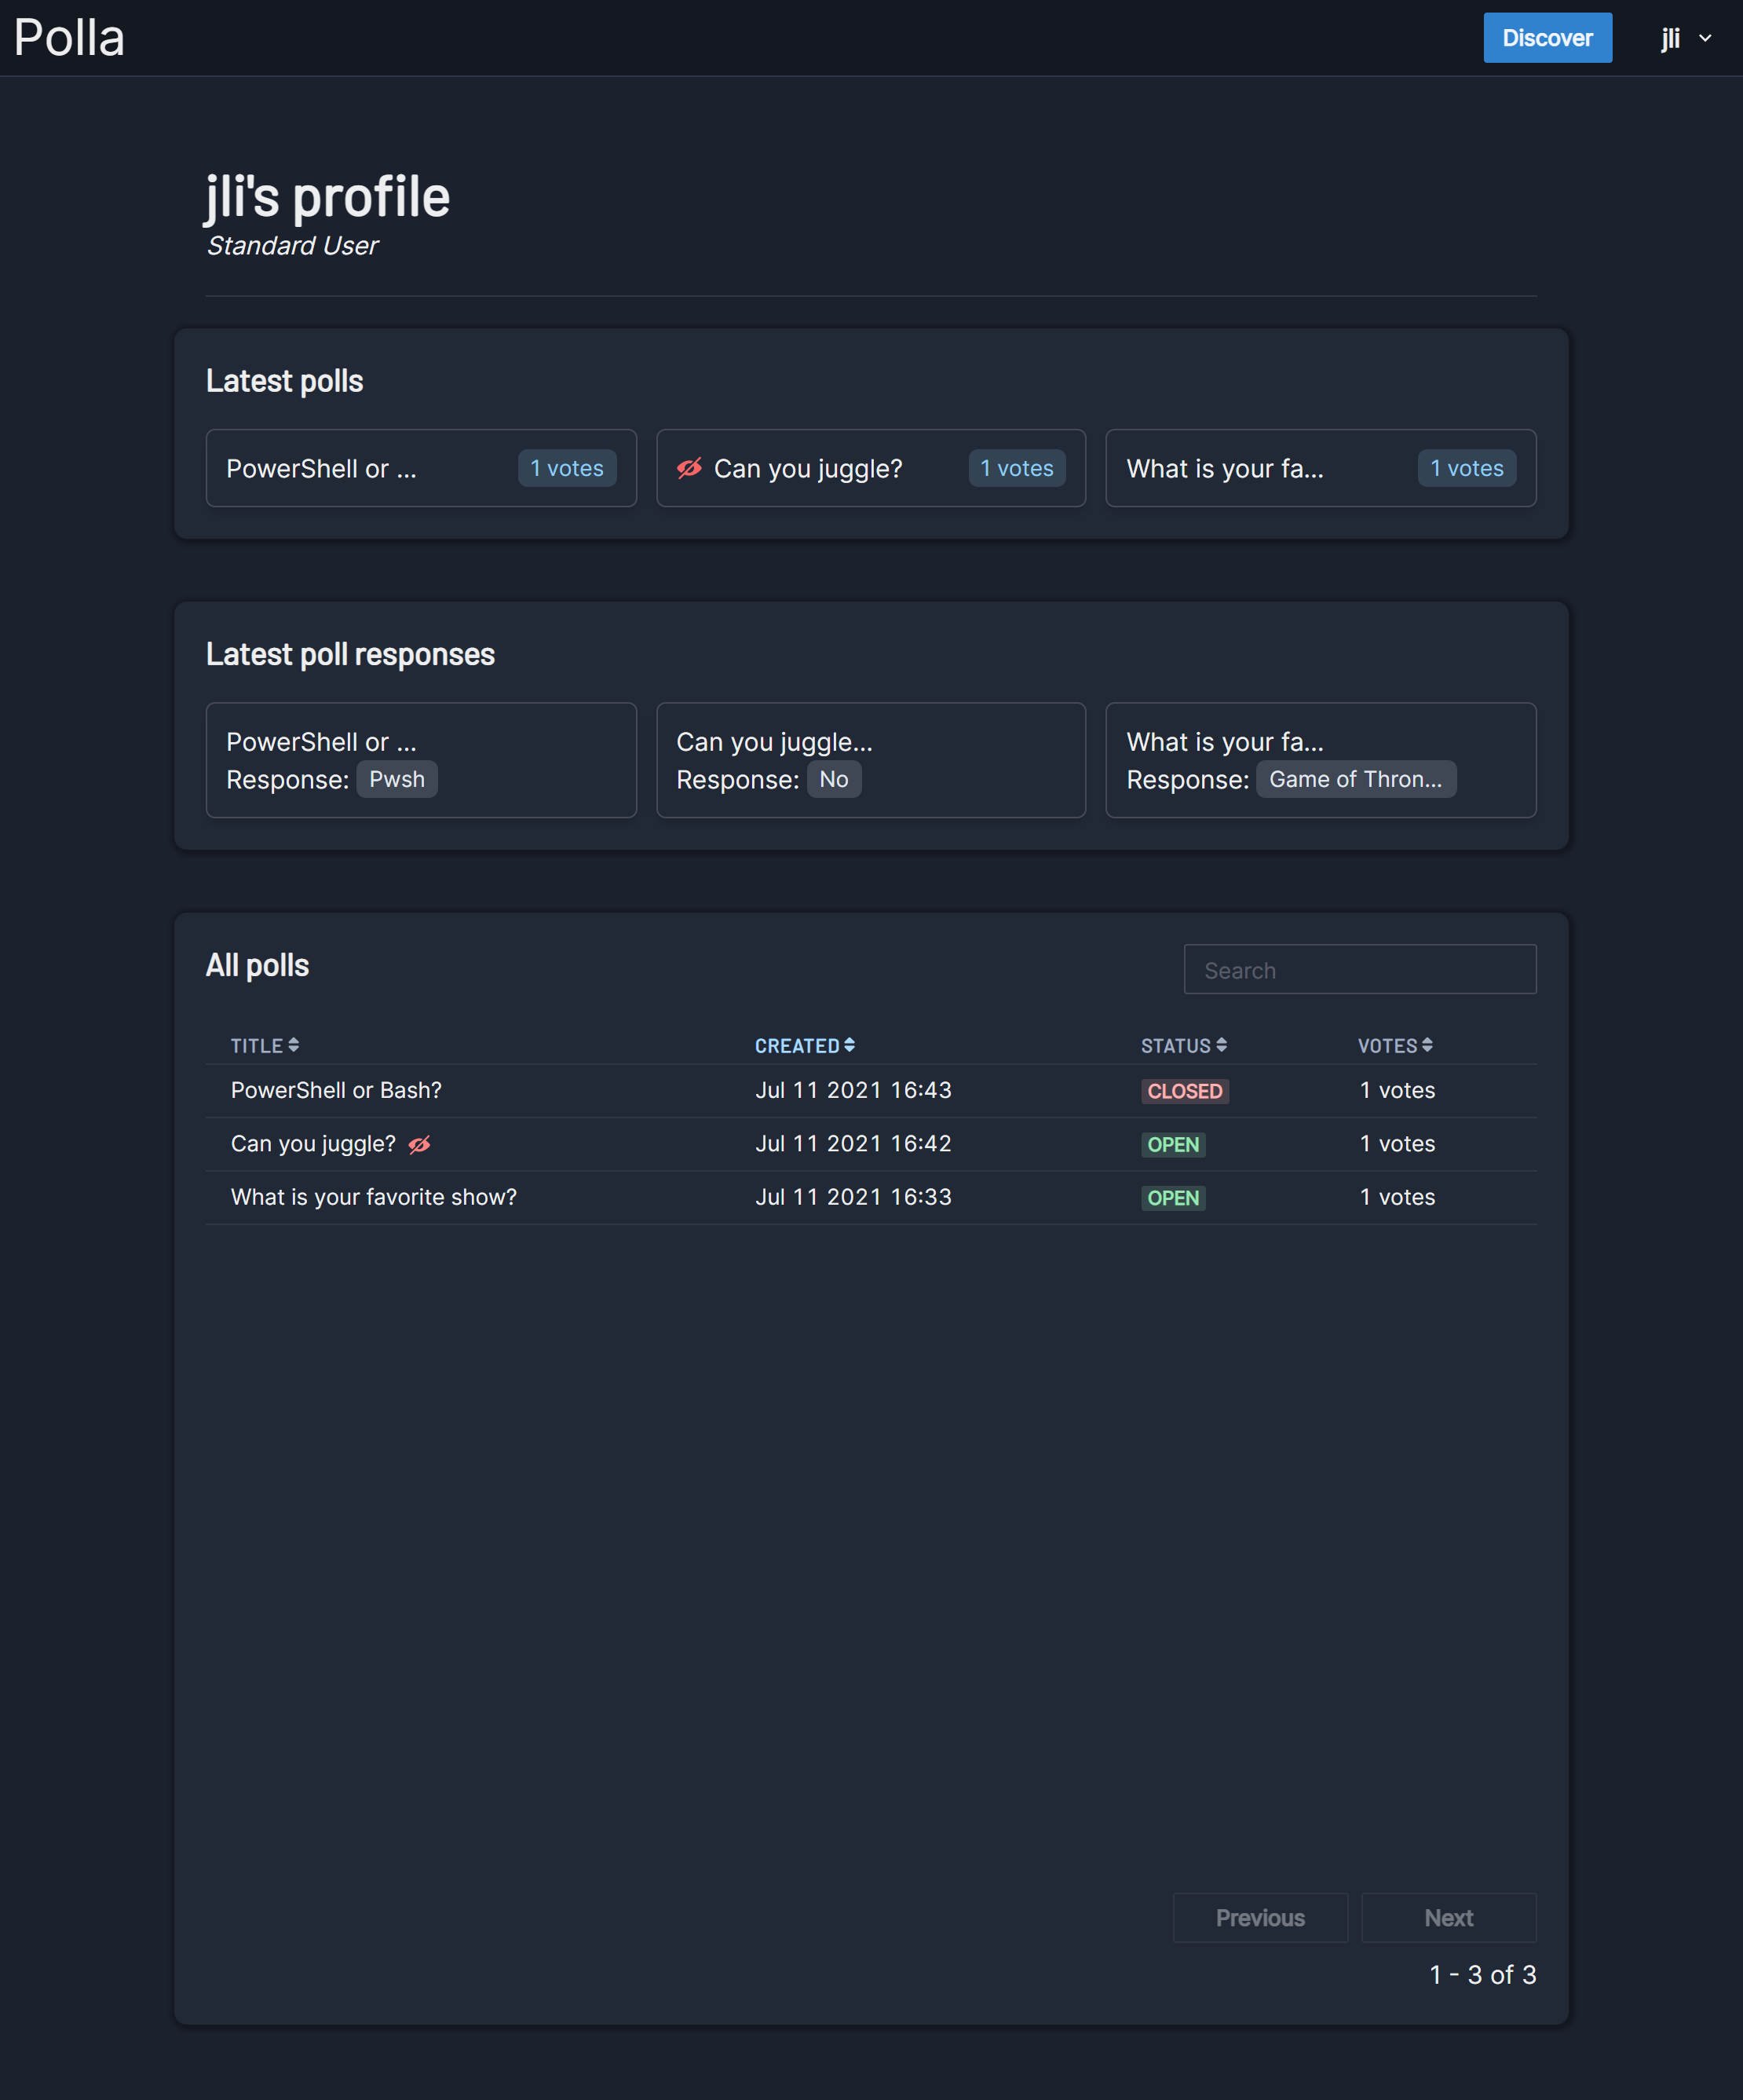 Polla
Discover
jli
jli's profile
Standard User
Latest polls
PowerShell or ... 1 votes
Can you juggle? 1 votes
What is your fa... 1 votes
Latest poll responses
PowerShell or ...
Response: Pwsh
Can you juggle...
Response: No
What is your fa...
Response: Game of Thron...
All polls
Search
TITLE CREATED STATUS VOTES
PowerShell or Bash? Jul 11 2021 16:43 CLOSED 1 votes
Can you juggle? Jul 11 2021 16:42 OPEN 1 votes
What is your favorite show? Jul 11 2021 16:33 OPEN 1 votes
Previous Next
1 - 3 of 3